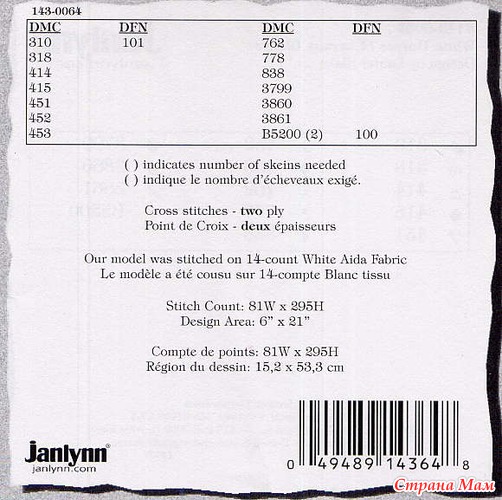 143-0064
DMC DFN DMC DFN
310 101 762
318 778
414 838
415 3799
451 3860
452 3861
453 B5200 (2) 100
( ) indicates number of skeins needed
( ) indique le nombre d'écheveaux exigé.
Cross stitches - two ply
Point de Croix - deux épaisseurs
Our model was stitched on 14-count White Aida Fabric
Le modèle a été cousu sur 14-compte Blanc tissu
Stitch Count: 81W x 295H
Design Area: 6” x 21”
Compte de points: 81W x 295H
Région du dessin: 15,2 x 53,3 cm
janlynn®
janlynn.com
0 49489 14364 8
Страна Мам